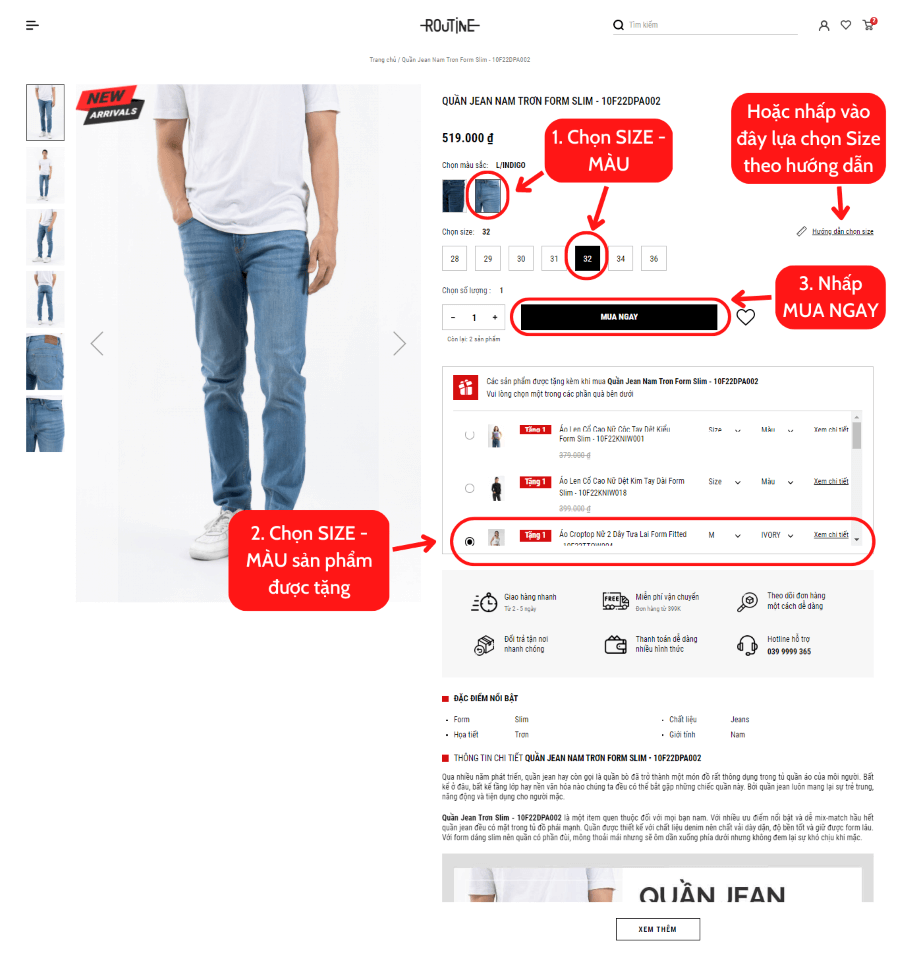 ROUTINE
Tìm kiếm
7
Trang chủ / Quần Jean Nam Trơn Form Slim - 10F22DPA002
NEW
ARRIVALS
QUẦN JEAN NAM TRƠN FORM SLIM - 10F22DPA002
519.000 ₫
Chọn màu sắc: L/INDIGO
1. Chọn SIZE -
MÀU
Hoặc nhấp vào
đây lựa chọn Size
theo hướng dẫn
Chọn size: 32
Hướng dẫn chọn size
28 29 30 31 32 34 36
Chọn số lượng : 1
- 1 +
MUA NGAY
3. Nhấp
MUA NGAY
Còn lại: 2 sản phẩm
Các sản phẩm được tặng kèm khi mua Quần Jean Nam Trơn Form Slim - 10F22DPA002
Vui lòng chọn một trong các phần quà bên dưới
Tặng 1 Áo Len Cổ Cao Nữ Cộc Tay Dệt Kiểu Size Màu Xem chi tiết
Form Slim - 10F22KNIW001
379.000 ₫
Tặng 1 Áo Len Cổ Cao Nữ Dệt Kim Tay Dài Form Size Màu Xem chi tiết
Slim - 10F22KNIW018
399.000 ₫
Tặng 1 Áo Croptop Nữ 2 Dây Tưa Lai Form Fitted M IVORY Xem chi tiết
2. Chọn SIZE -
MÀU sản phẩm
được tặng
Giao hàng nhanh
Từ 2 - 5 ngày
FREE
Miễn phí vận chuyển
Đơn hàng từ 399K
Theo dõi đơn hàng
một cách dễ dàng
Đổi trả tận nơi
nhanh chóng
Thanh toán dễ dàng
nhiều hình thức
Hotline hỗ trợ
039 9999 365
ĐẶC ĐIỂM NỔI BẬT
• Form Slim • Chất liệu Jeans
• Họa tiết Trơn • Giới tính Nam
THÔNG TIN CHI TIẾT QUẦN JEAN NAM TRƠN FORM SLIM - 10F22DPA002
Qua nhiều năm phát triển, quần jean hay còn gọi là quần bò đã trở thành một món đồ rất thông dụng trong tủ quần áo của mỗi người. Bất
kể ở đâu, bất kể tầng lớp hay nền văn hóa nào chúng ta đều có thể bắt gặp những chiếc quần này. Bởi quần jean luôn mang lại sự trẻ trung,
năng động và tiện dụng cho người mặc.
Quần Jean Trơn Slim - 10F22DPA002 là một item quen thuộc đối với mọi bạn nam. Với nhiều ưu điểm nổi bật và dễ mix-match hầu hết
quần jean đều có mặt trong tủ đồ phái mạnh. Quần được thiết kế với chất liệu denim nên chất vải dày dặn, độ bền tốt và giữ được form lâu.
Với form dáng slim nên quần có phần đùi, mông thoải mái nhưng sẽ ôm dần xuống phía dưới nhưng không đem lại sự khó chịu khi mặc.
QUẦN JEAN
XEM THÊM